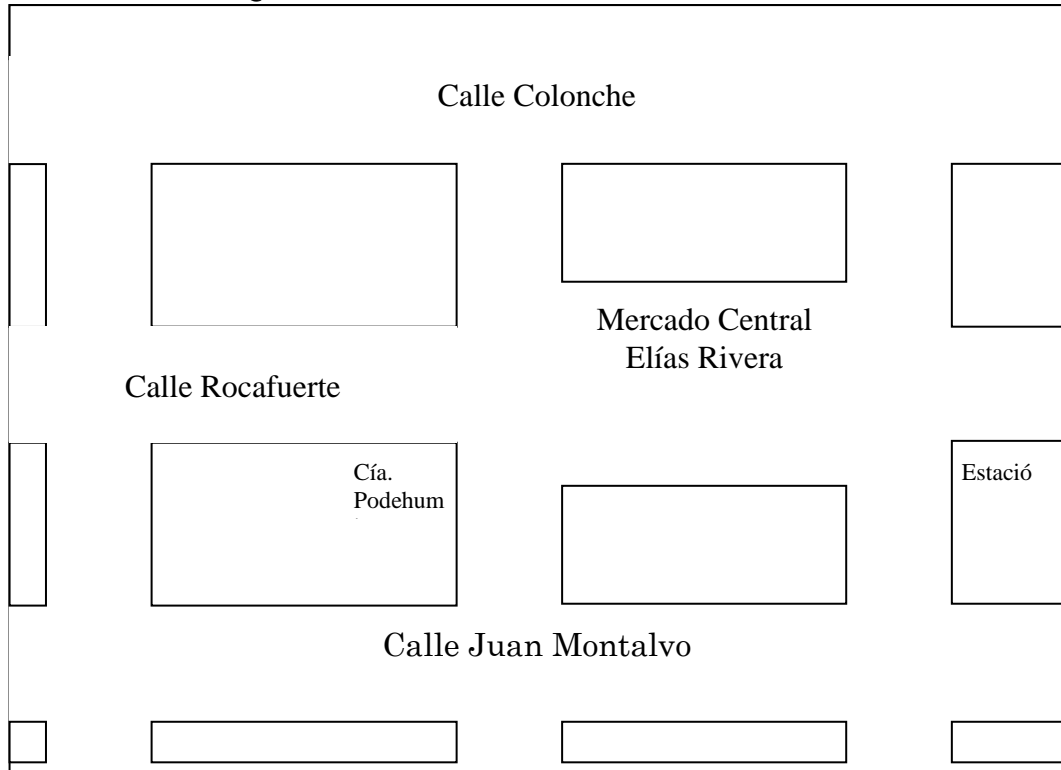 Calle Colonche
Mercado Central
Elías Rivera
Calle Rocafuerte
Cía.
Podehum
Estació
Calle Juan Montalvo